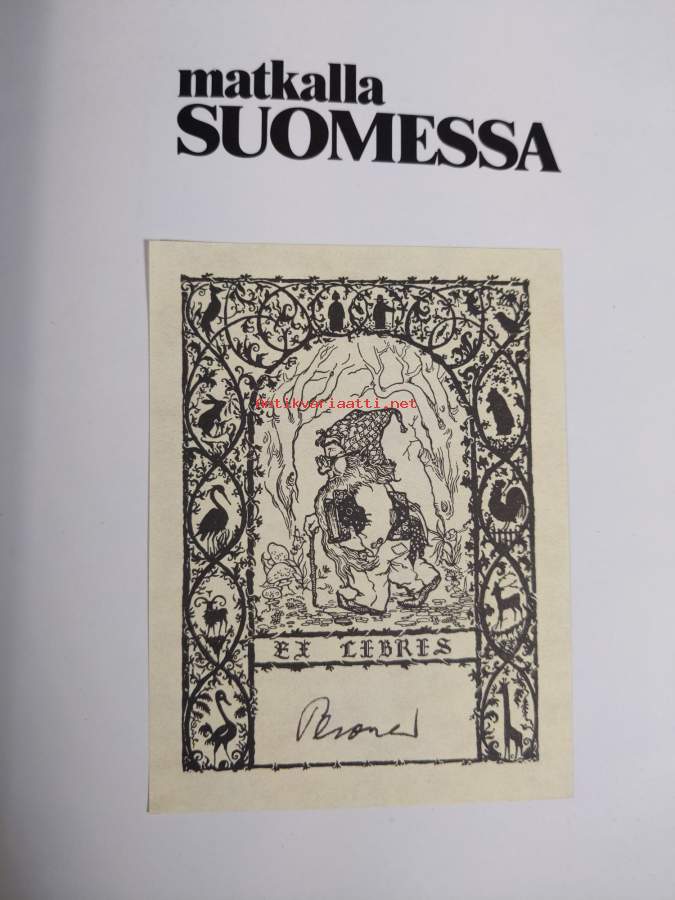 matkalla
SUOMESSA
Antikvariaatti.net
EX LIBRIS